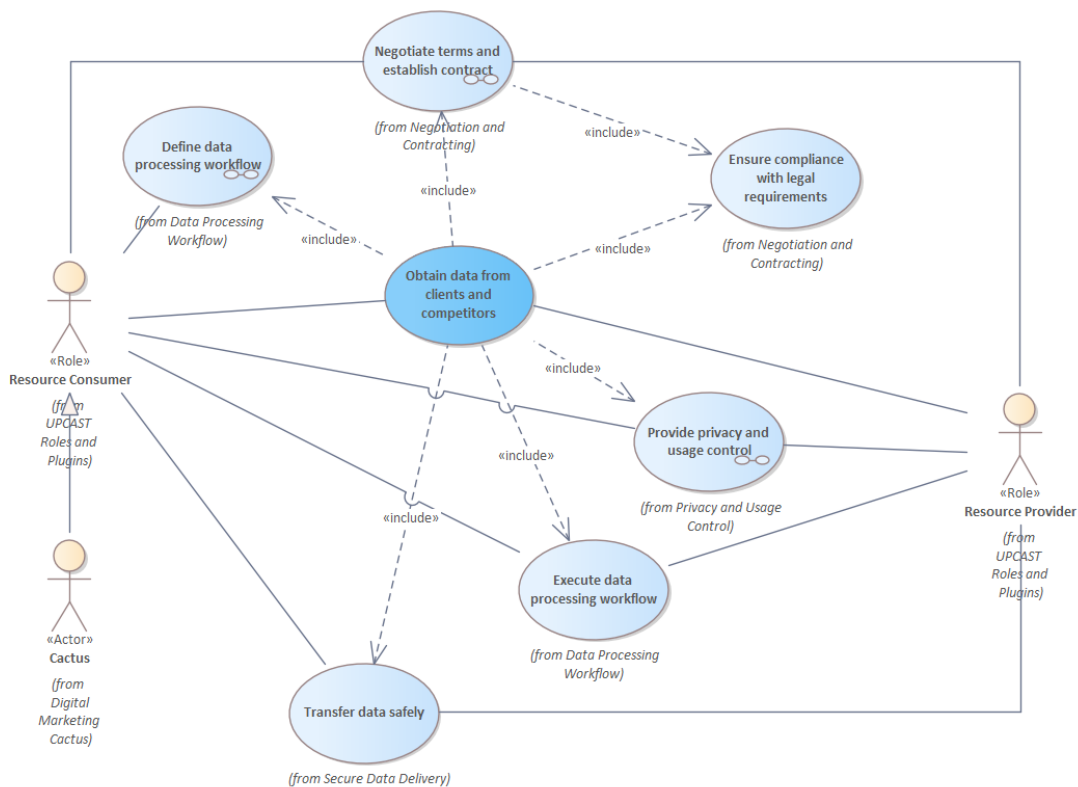 Negotiate terms and
establish contract
(from Negotiation and
Contracting)
«include»
Define data
processing workflow
(from Data Processing
Workflow)
«include»
«include»
Ensure compliance
with legal
requirements
(from Negotiation and
Contracting)
«include»
Obtain data from
clients and
competitors
«Role»
Resource Consumer
(from
UPCAST
Roles and
Plugins)
«include»
Provide privacy and
usage control
(from Privacy and Usage
Control)
«Role»
Resource Provider
(from
UPCAST
Roles and
Plugins)
«include»
«include»
Execute data
processing workflow
(from Data Processing
Workflow)
«Actor»
Cactus
(from
Digital
Marketing
Cactus)
Transfer data safely
(from Secure Data Delivery)